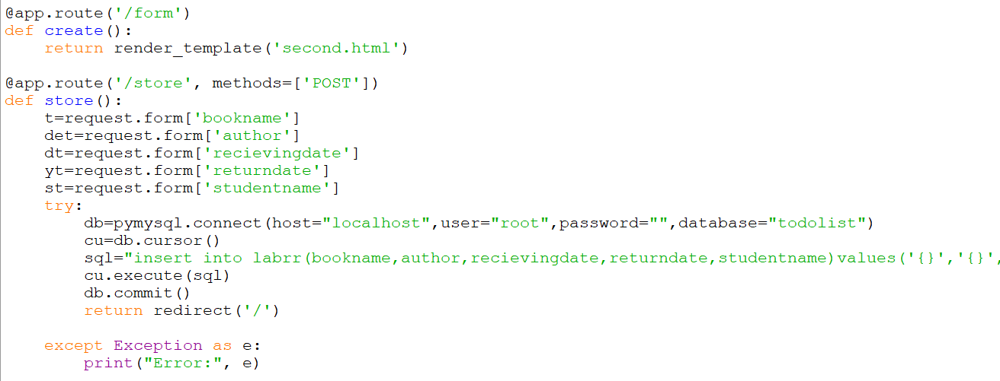 @app.route('/form')
def create():
    return render_template('second.html')

@app.route('/store', methods=['POST'])
def store():
    t=request.form['bookname']
    det=request.form['author']
    dt=request.form['recievingdate']
    yt=request.form['returndate']
    st=request.form['studentname']
    try:
        db=pymysql.connect(host="localhost",user="root",password="",database="todolist")
        cu=db.cursor()
        sql="insert into labrr(bookname,author,recievingdate,returndate,studentname)values('{}','{}',
        cu.execute(sql)
        db.commit()
        return redirect('/')

    except Exception as e:
        print("Error:", e)